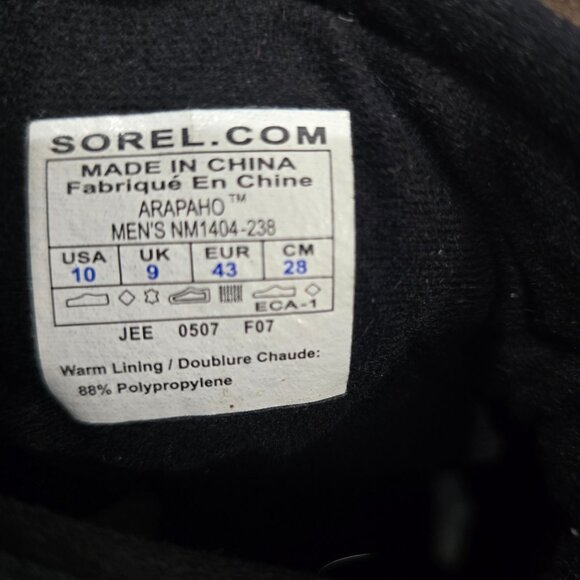 SOREL.COM
MADE IN CHINA
Fabriqué En Chine
ARAPAHO™
MEN'S NM1404-238
USA UK EUR CM
10 9 43 28
ECA-1
JEE 0507 F07
Warm Lining / Doublure Chaude:
88% Polypropylene